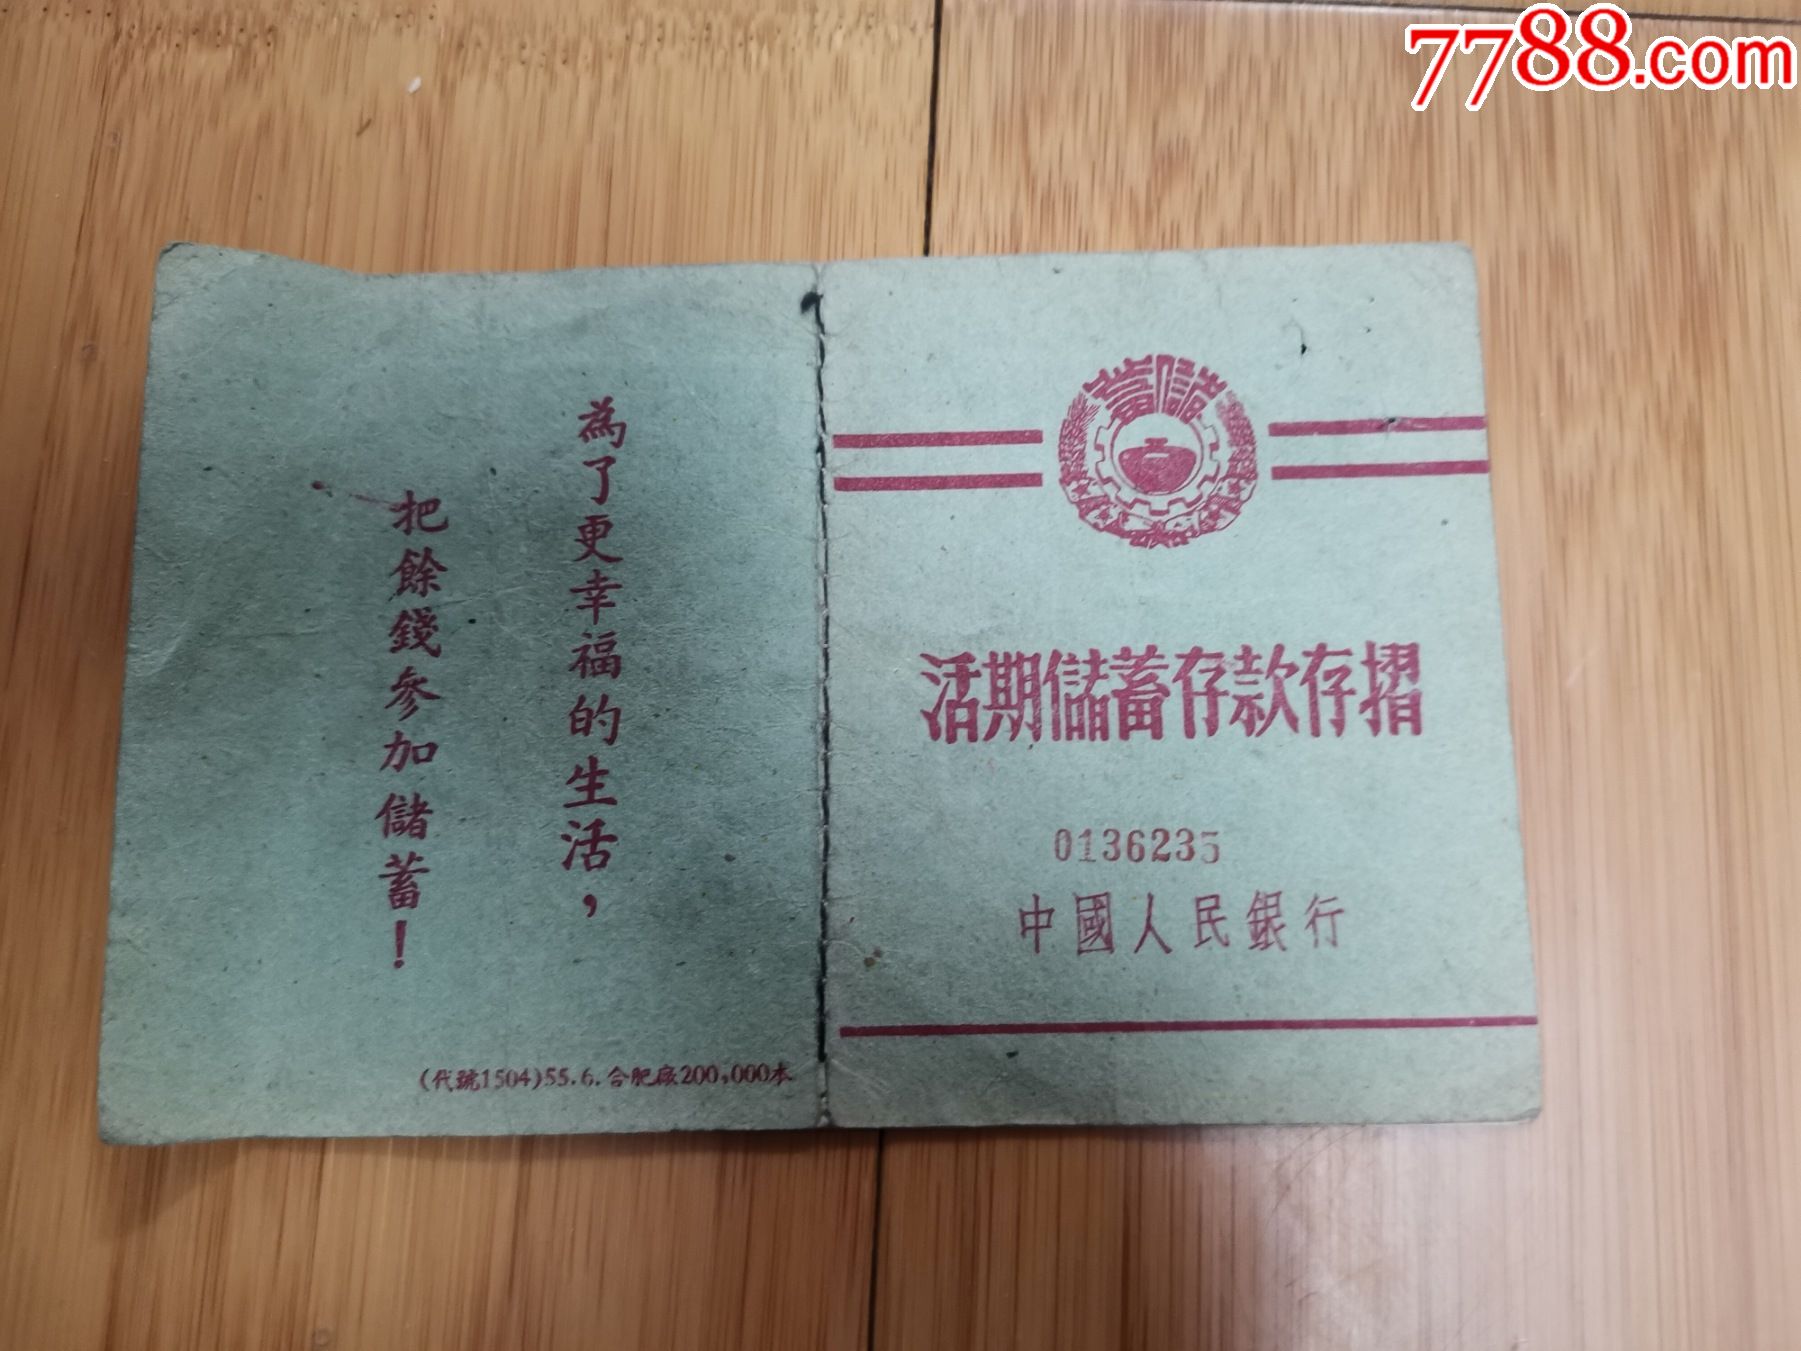 7788.com
儲蓄
活期儲蓄存款存摺
0136235
中國人民銀行
為了更幸福的生活，
把餘錢參加儲蓄！
(代號1504)55.6.合肥廠200,000本